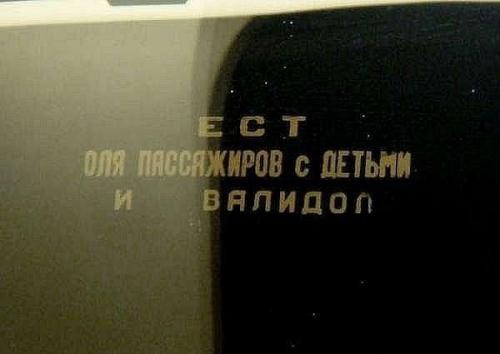 ЕСТ
ОЛЯ ПАССАЖИРОВ С ДЕТЬМИ
И ВАЛИДОЛ